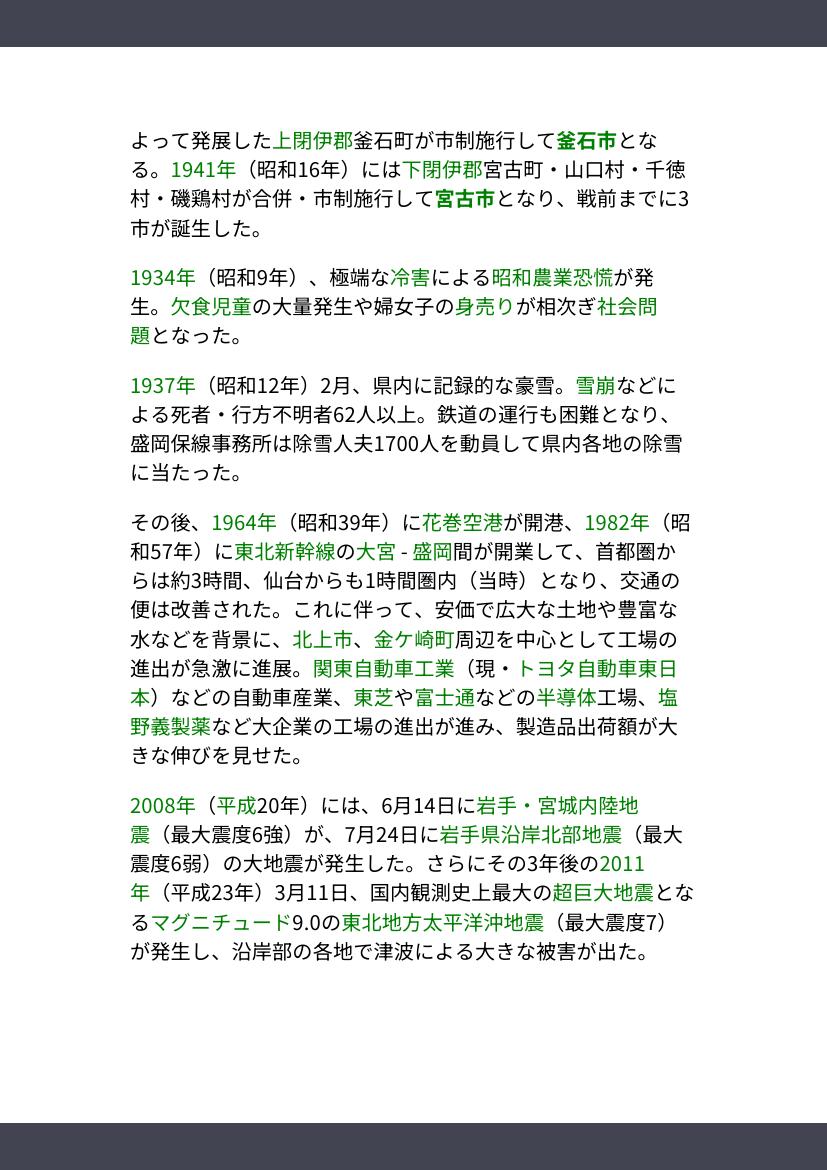 よって発展した上閉伊郡釜石町が市制施行して釜石市とな
る。1941年（昭和16年）には下閉伊郡宮古町・山口村・千徳
村・磯鶏村が合併・市制施行して宮古市となり、戦前までに3
市が誕生した。
1934年（昭和9年）、極端な冷害による昭和農業恐慌が発
生。欠食児童の大量発生や婦女子の身売りが相次ぎ社会問
題となった。
1937年（昭和12年）2月、県内に記録的な豪雪。雪崩などに
よる死者・行方不明者62人以上。鉄道の運行も困難となり、
盛岡保線事務所は除雪人夫1700人を動員して県内各地の除雪
に当たった。
その後、1964年（昭和39年）に花巻空港が開港、1982年（昭
和57年）に東北新幹線の大宮 - 盛岡間が開業して、首都圏か
らは約3時間、仙台からも1時間圏内（当時）となり、交通の
便は改善された。これに伴って、安価で広大な土地や豊富な
水などを背景に、北上市、金ケ崎町周辺を中心として工場の
進出が急激に進展。関東自動車工業（現・トヨタ自動車東日
本）などの自動車産業、東芝や富士通などの半導体工場、塩
野義製薬など大企業の工場の進出が進み、製造品出荷額が大
きな伸びを見せた。
2008年（平成20年）には、6月14日に岩手・宮城内陸地
震（最大震度6強）が、7月24日に岩手県沿岸北部地震（最大
震度6弱）の大地震が発生した。さらにその3年後の2011
年（平成23年）3月11日、国内観測史上最大の超巨大地震とな
るマグニチュード9.0の東北地方太平洋沖地震（最大震度7）
が発生し、沿岸部の各地で津波による大きな被害が出た。